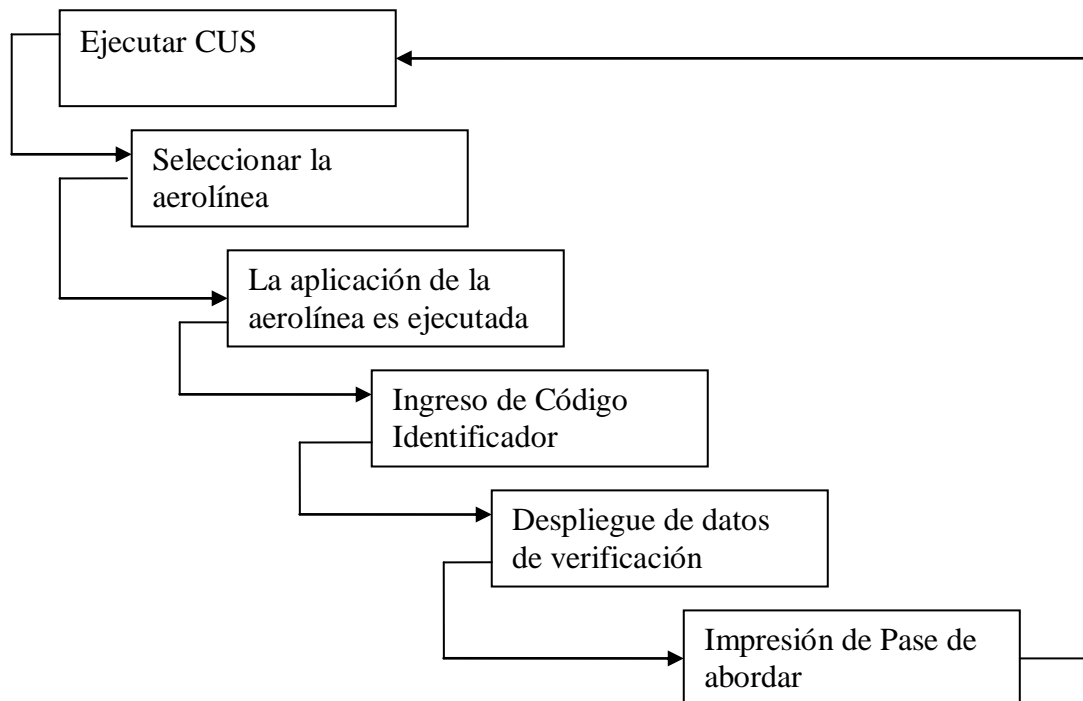 Ejecutar CUS
Seleccionar la
aerolínea
La aplicación de la
aerolínea es ejecutada
Ingreso de Código
Identificador
Despliegue de datos
de verificación
Impresión de Pase de
abordar